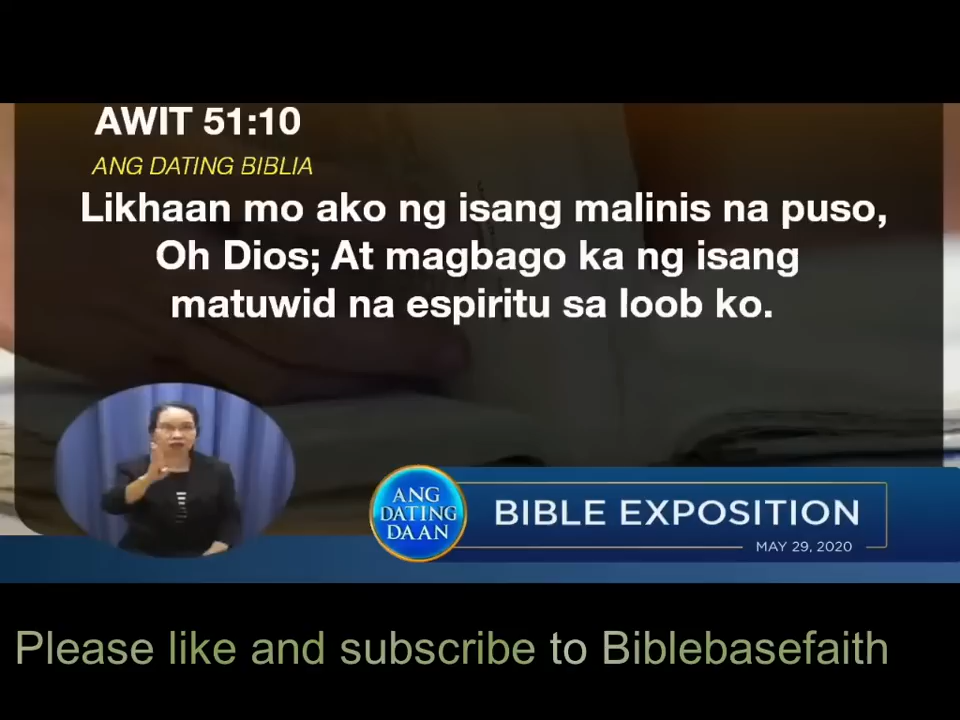 AWIT 51:10
ANG DATING BIBLIA
Likhaan mo ako ng isang malinis na puso,
Oh Dios; At magbago ka ng isang
matuwid na espiritu sa loob ko.
ANG
DATING
DAAN
BIBLE EXPOSITION
MAY 29, 2020
Please like and subscribe to Biblebasefaith